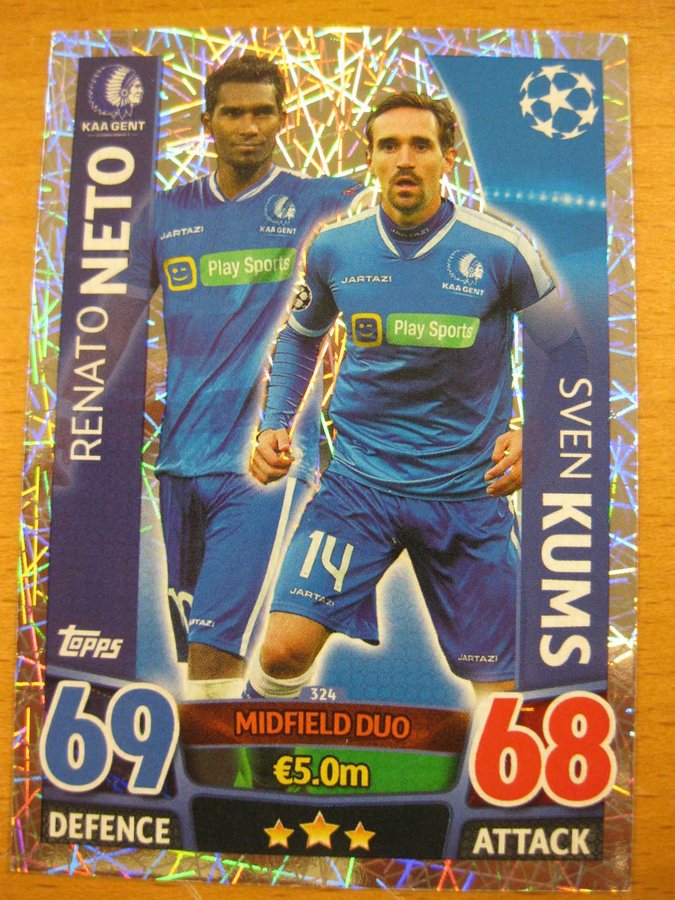 KAA GENT
RENATO NETO
JARTAZI
KAA GENT
Play Sports
JARTAZI
KAA GENT
Play Sports
SVEN KUMS
14
JARTAZI
JARTAZI
JARTAZI
Topps
324
69
MIDFIELD DUO
68
€5.0m
DEFENCE
ATTACK